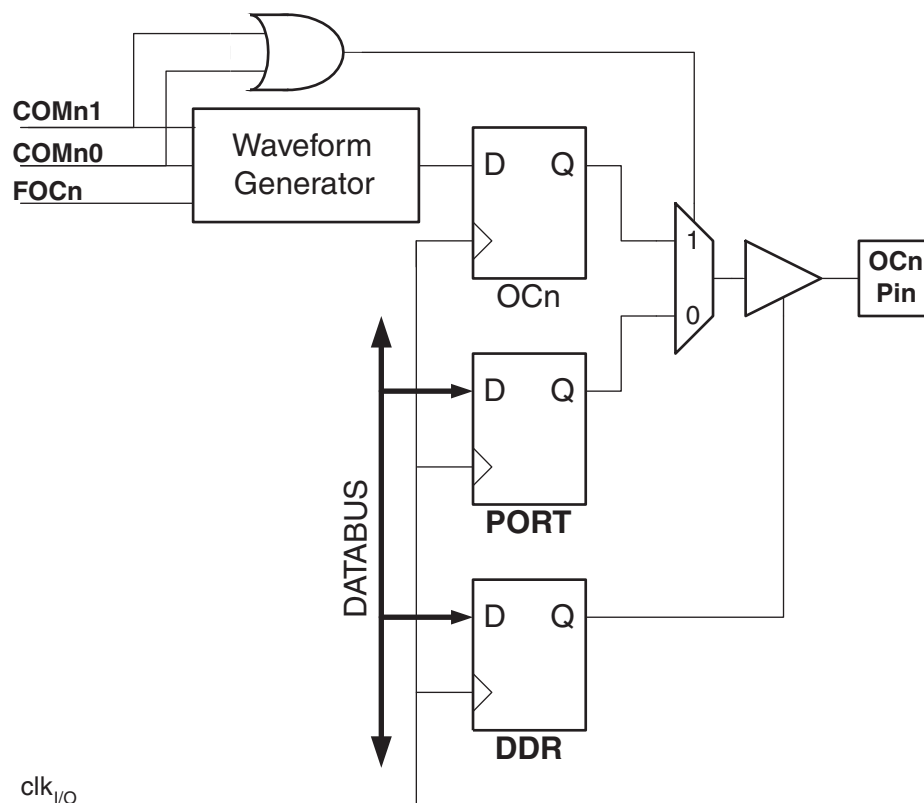 COMn1
COMn0
FOCn
Waveform
Generator
D Q
OCn
1
0
OCn
Pin
D Q
PORT
DATABUS
D Q
DDR
clkI/O